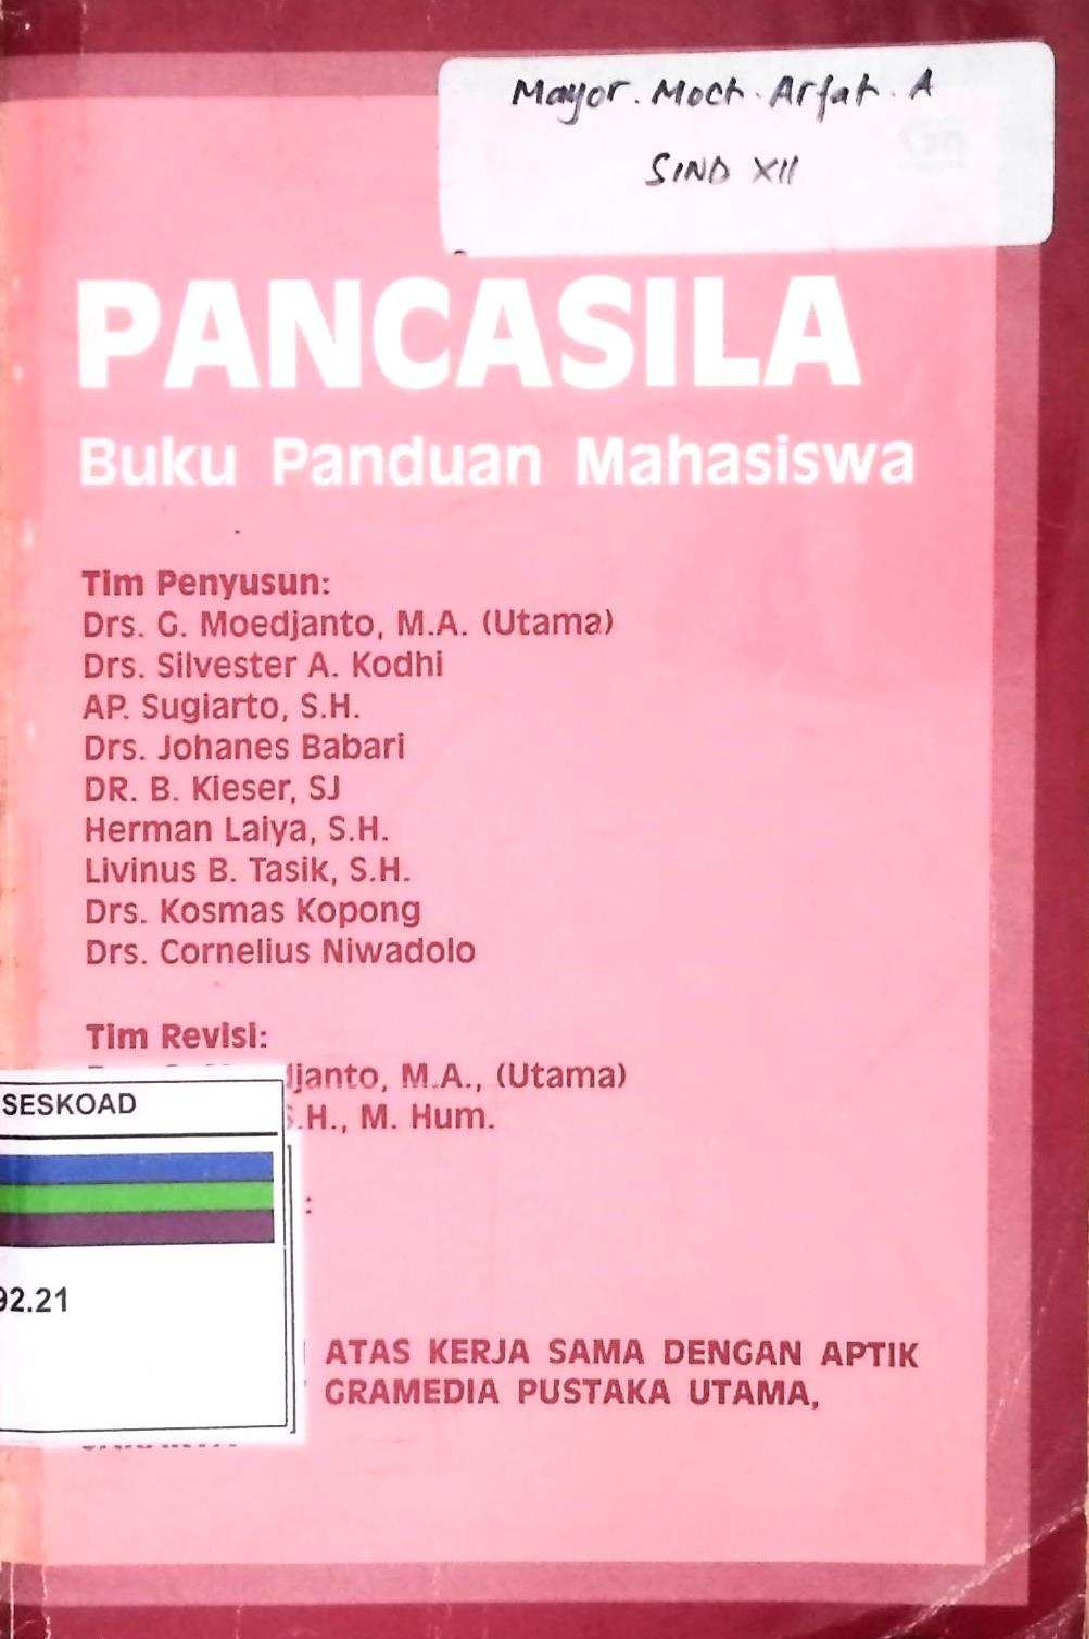 Mayor. Moch. Arfah. A
SIND XII
PANCASILA
Buku Panduan Mahasiswa
Tim Penyusun:
Drs. G. Moedjanto, M.A. (Utama)
Drs. Silvester A. Kodhi
AP. Sugiarto, S.H.
Drs. Johanes Babari
DR. B. Kieser, SJ
Herman Laiya, S.H.
Livinus B. Tasik, S.H.
Drs. Kosmas Kopong
Drs. Cornelius Niwadolo
Tim Revisi:
janto, M.A., (Utama)
.H., M. Hum.
SESKOAD
:
92.21
ATAS KERJA SAMA DENGAN APTIK
GRAMEDIA PUSTAKA UTAMA,